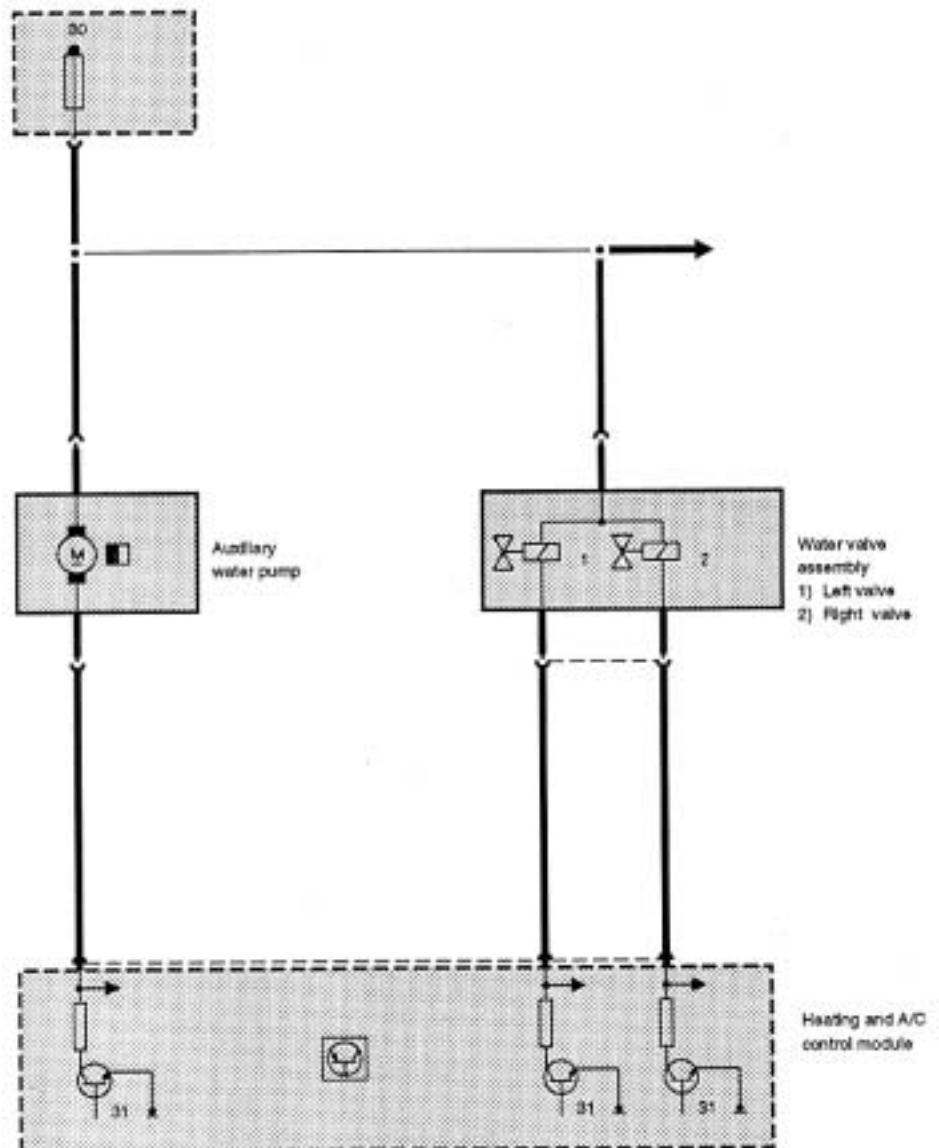 30
M
Auxiliary
water pump
1
2
Water valve
assembly
1) Left valve
2) Right valve
Heating and A/C
control module
31
31
31